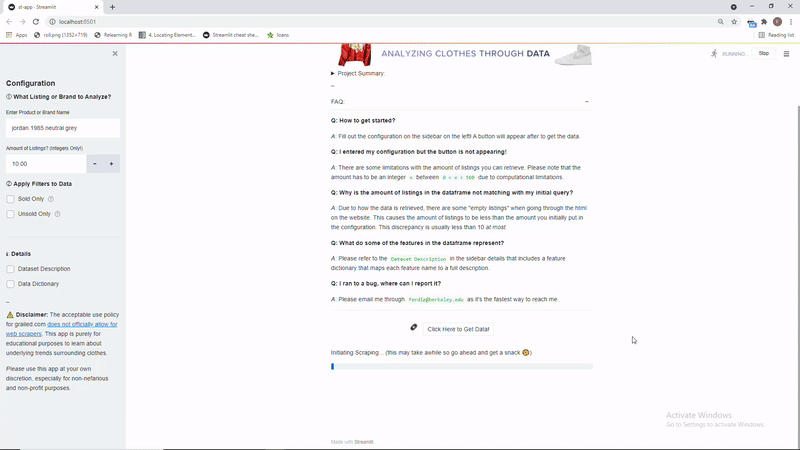 st-app · Streamlit
localhost:8501
Apps
roll.png (1352×719)
Relearning R
4. Locating Element...
Streamlit cheat she...
loans
Reading list
RUNNING...
Stop
ANALYZING CLOTHES THROUGH DATA
Configuration
① What Listing or Brand to Analyze?
Enter Product or Brand Name
jordan 1985 neutral grey
Amount of Listings? (Integers Only!)
10.00
② Apply Filters to Data
Sold Only
Unsold Only
ℹ: Details
Dataset Description
Data Dictionary
⚠ Disclaimer: The acceptable use policy
for grailed.com does not officially allow for
web scrapers. This app is purely for
educational purposes to learn about
underlying trends surrounding clothes.
Please use this app at your own
discretion, especially for non-nefarious
and non-profit purposes.
Project Summary:
FAQ:
Q: How to get started?
A: Fill out the configuration on the sidebar on the left! A button will appear after to get the data.
Q: I entered my configuration but the button is not appearing!
A: There are some limitations with the amount of listings you can retrieve. Please note that the
amount has to be an integer between due to computational limitations.
Q: Why is the amount of listings in the dataframe not matching with my initial query?
A: Due to how the data is retrieved, there are some "empty listings" when going through the html
on the website. This causes the amount of listings to be less than the amount you initially put in
the configuration. This discrepancy is usually less than 10 at most.
Q: What do some of the features in the dataframe represent?
A: Please refer to the Dataset Description in the sidebar details that includes a feature
dictionary that maps each feature name to a full description.
Q: I ran to a bug, where can I report it?
A: Please email me through ferdie@berkeley.edu as it's the fastest way to reach me.
Click Here to Get Data!
Initiating Scraping... (this may take awhile so go ahead and get a snack 🍪)
Made with Streamlit
Activate Windows
Go to Settings to activate Windows.